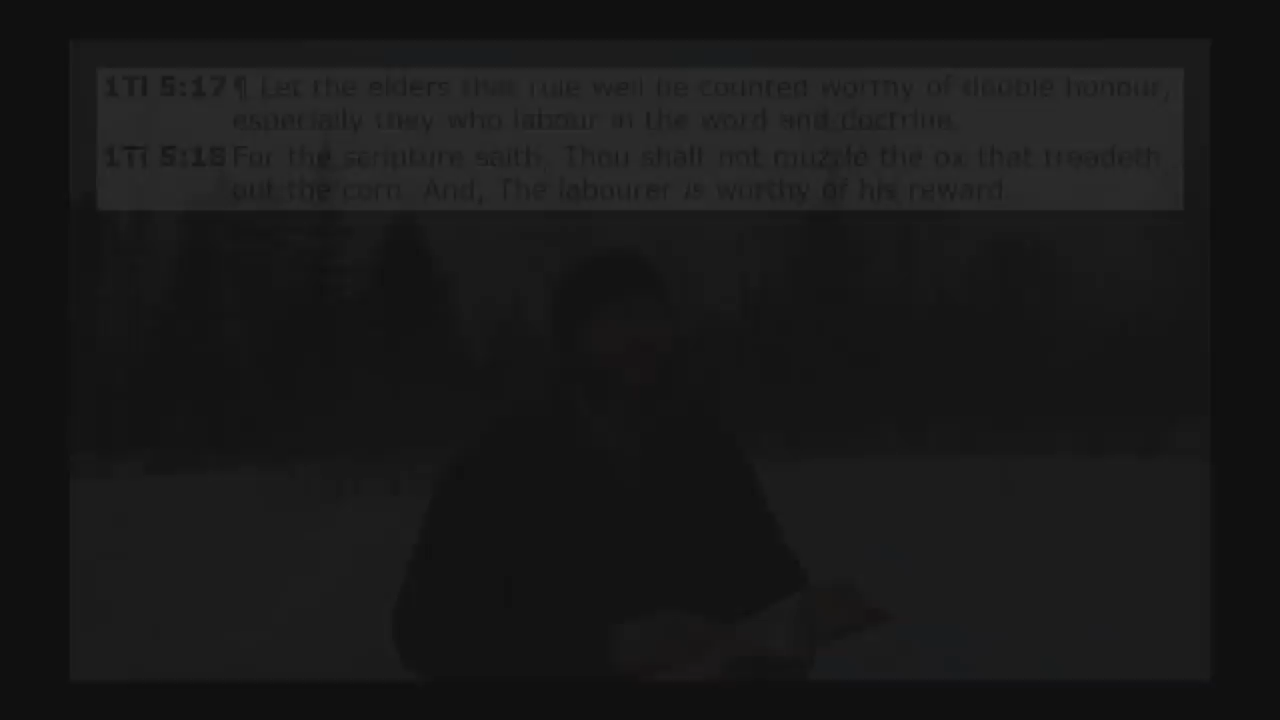 1Ti 5:17 ¶ Let the elders that rule well be counted worthy of double honour,
especially they who labour in the word and doctrine.
1Ti 5:18 For the scripture saith, Thou shalt not muzzle the ox that treadeth
out the corn. And, The labourer is worthy of his reward.